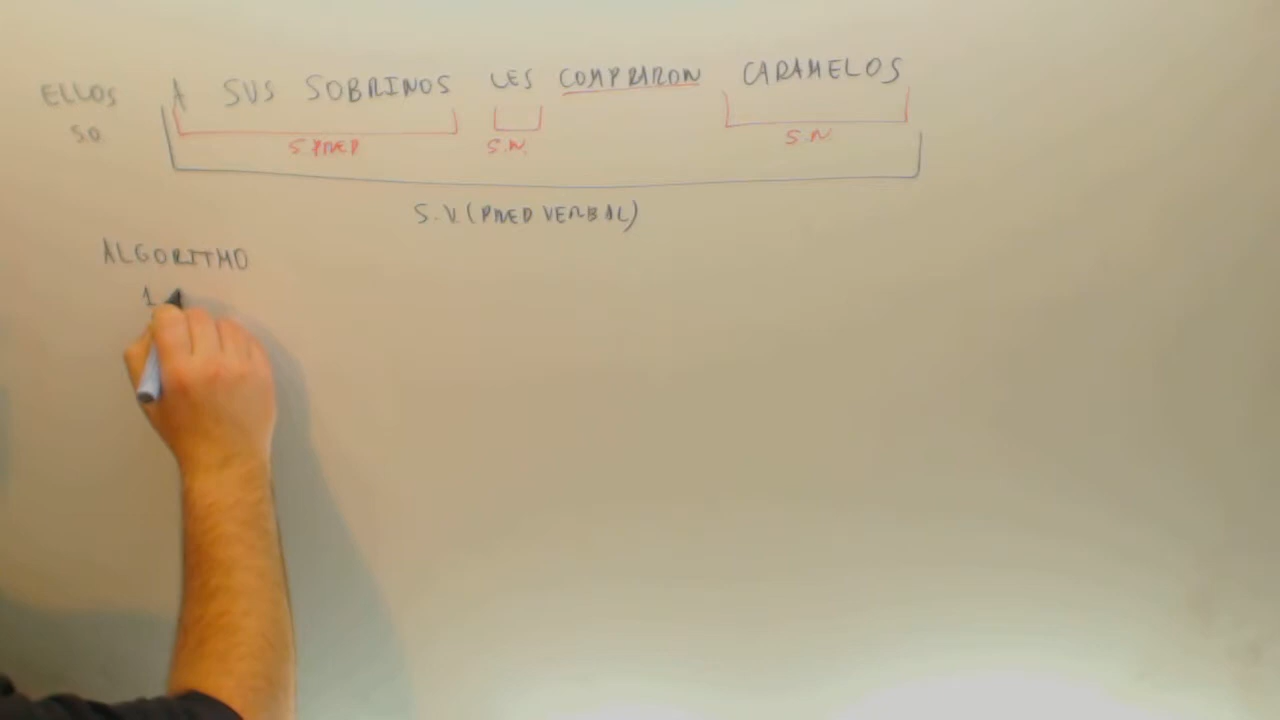 ELLOS A SUS SOBRINOS LES COMPRARON CARAMELOS
S.O. S.PREP S.N. S.N.
S.V. (PRED VERBAL)
ALGORITMO
1